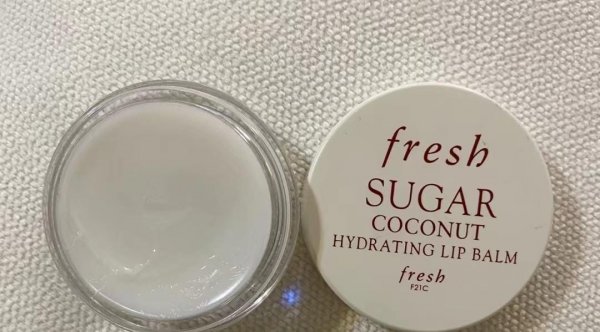 fresh
SUGAR
COCONUT
HYDRATING LIP BALM
fresh
F21C